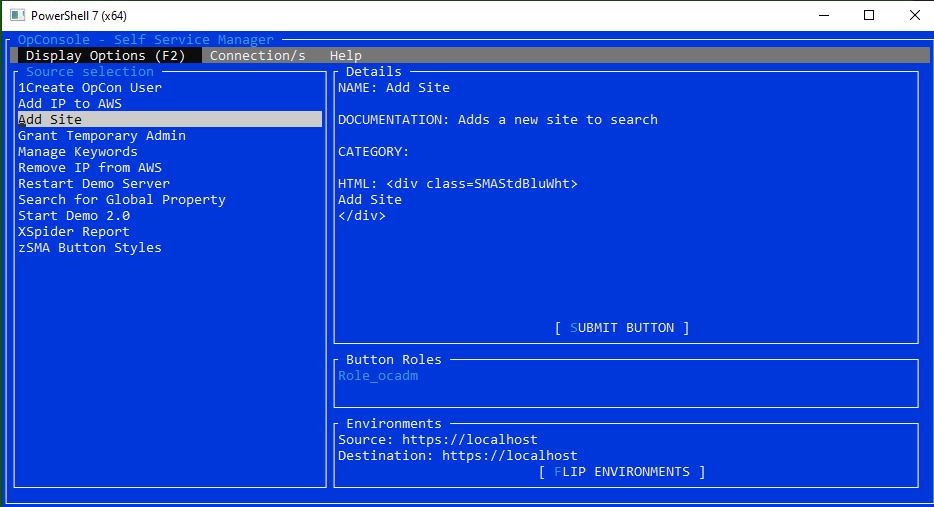 PowerShell 7 (x64)
OpConsole - Self Service Manager
Display Options (F2) Connection/s Help
Source selection
1Create OpCon User
Add IP to AWS
Add Site
Grant Temporary Admin
Manage Keywords
Remove IP from AWS
Restart Demo Server
Search for Global Property
Start Demo 2.0
XSpider Report
zSMA Button Styles
Details
NAME: Add Site
DOCUMENTATION: Adds a new site to search
CATEGORY:
HTML: <div class=SMAStdBluWht>
Add Site
</div>
[ SUBMIT BUTTON ]
Button Roles
Role_ocadm
Environments
Source: https://localhost
Destination: https://localhost
[ FLIP ENVIRONMENTS ]